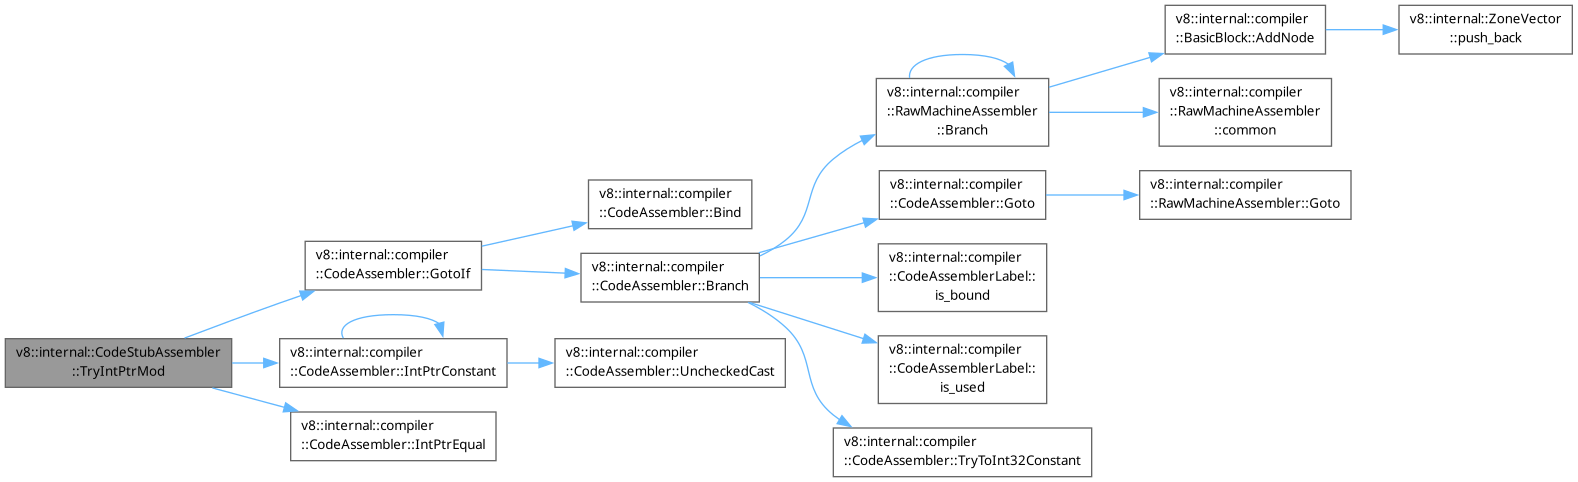 v8::internal::CodeStubAssembler
::TryIntPtrMod
v8::internal::compiler
::CodeAssembler::GotoIf
v8::internal::compiler
::CodeAssembler::IntPtrConstant
v8::internal::compiler
::CodeAssembler::IntPtrEqual
v8::internal::compiler
::CodeAssembler::Bind
v8::internal::compiler
::CodeAssembler::Branch
v8::internal::compiler
::CodeAssembler::UncheckedCast
v8::internal::compiler
::RawMachineAssembler
::Branch
v8::internal::compiler
::CodeAssembler::Goto
v8::internal::compiler
::CodeAssemblerLabel::
is_bound
v8::internal::compiler
::CodeAssemblerLabel::
is_used
v8::internal::compiler
::CodeAssembler::TryToInt32Constant
v8::internal::compiler
::BasicBlock::AddNode
v8::internal::compiler
::RawMachineAssembler
::common
v8::internal::compiler
::RawMachineAssembler::Goto
v8::internal::ZoneVector
::push_back